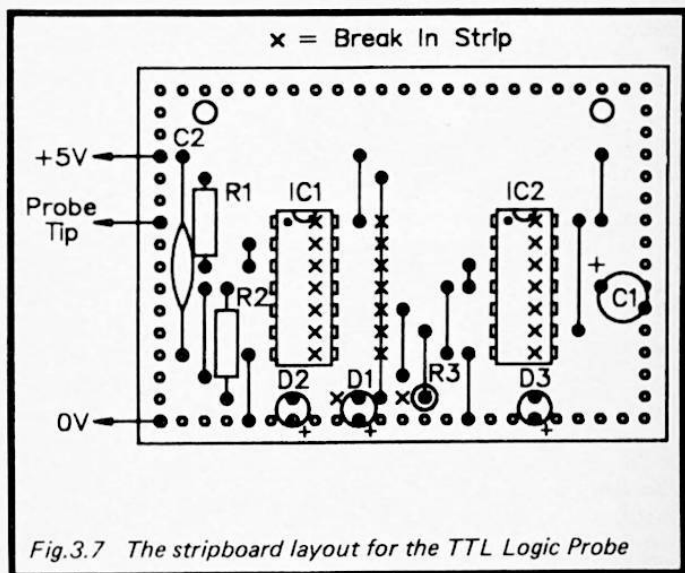 x = Break In Strip
C2
+5V
R1
IC1
IC2
Probe
Tip
+
C1
R2
D2
D1
R3
D3
0V
+
+
+
Fig.3.7 The stripboard layout for the TTL Logic Probe